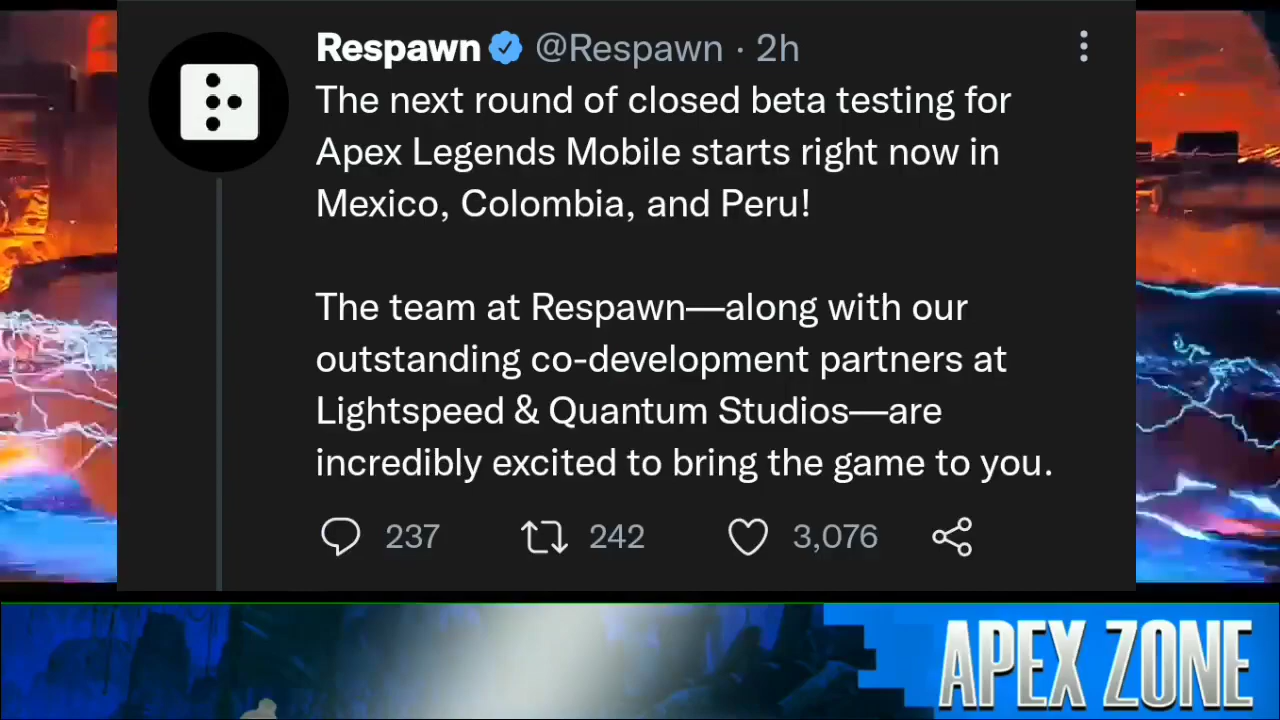 Respawn @Respawn · 2h
The next round of closed beta testing for
Apex Legends Mobile starts right now in
Mexico, Colombia, and Peru!
The team at Respawn—along with our
outstanding co-development partners at
Lightspeed & Quantum Studios—are
incredibly excited to bring the game to you.
237 242 3,076
APEX ZONE